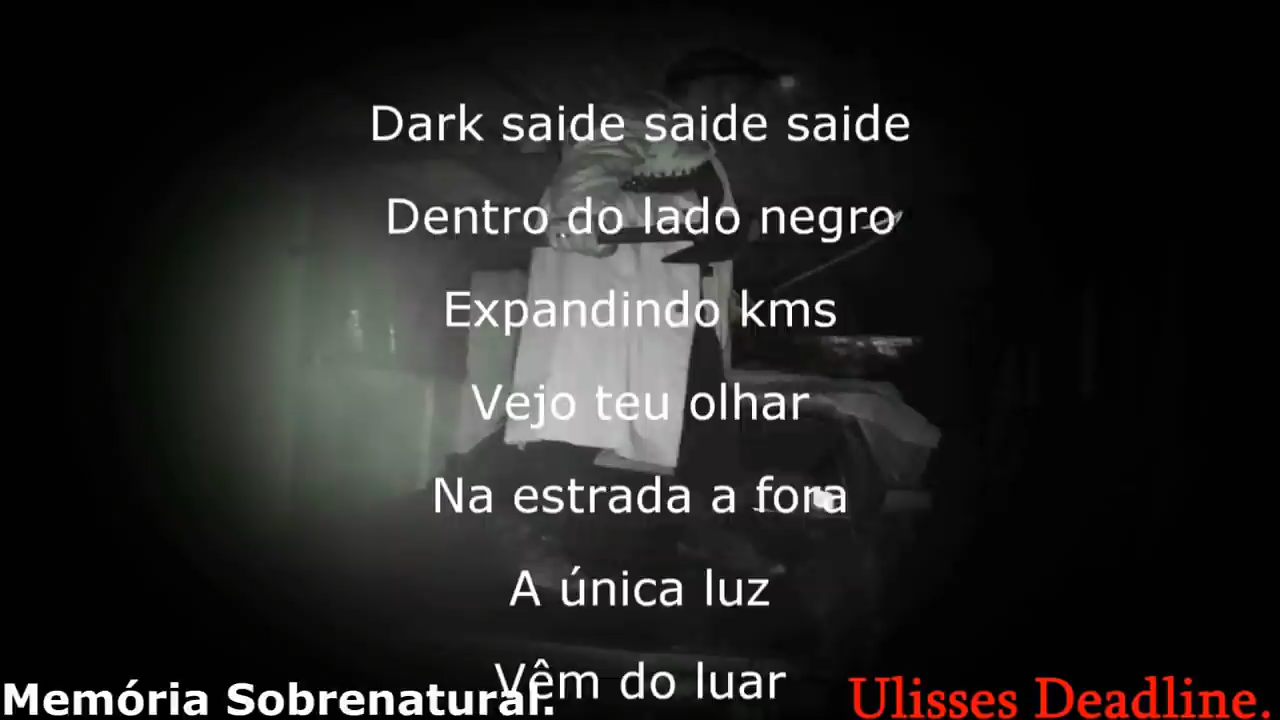 Dark saide saide saide
Dentro do lado negro
Expandindo kms
Vejo teu olhar
Na estrada a fora
A única luz
Vêm do luar
Memória Sobrenatural.
Ulisses Deadline.